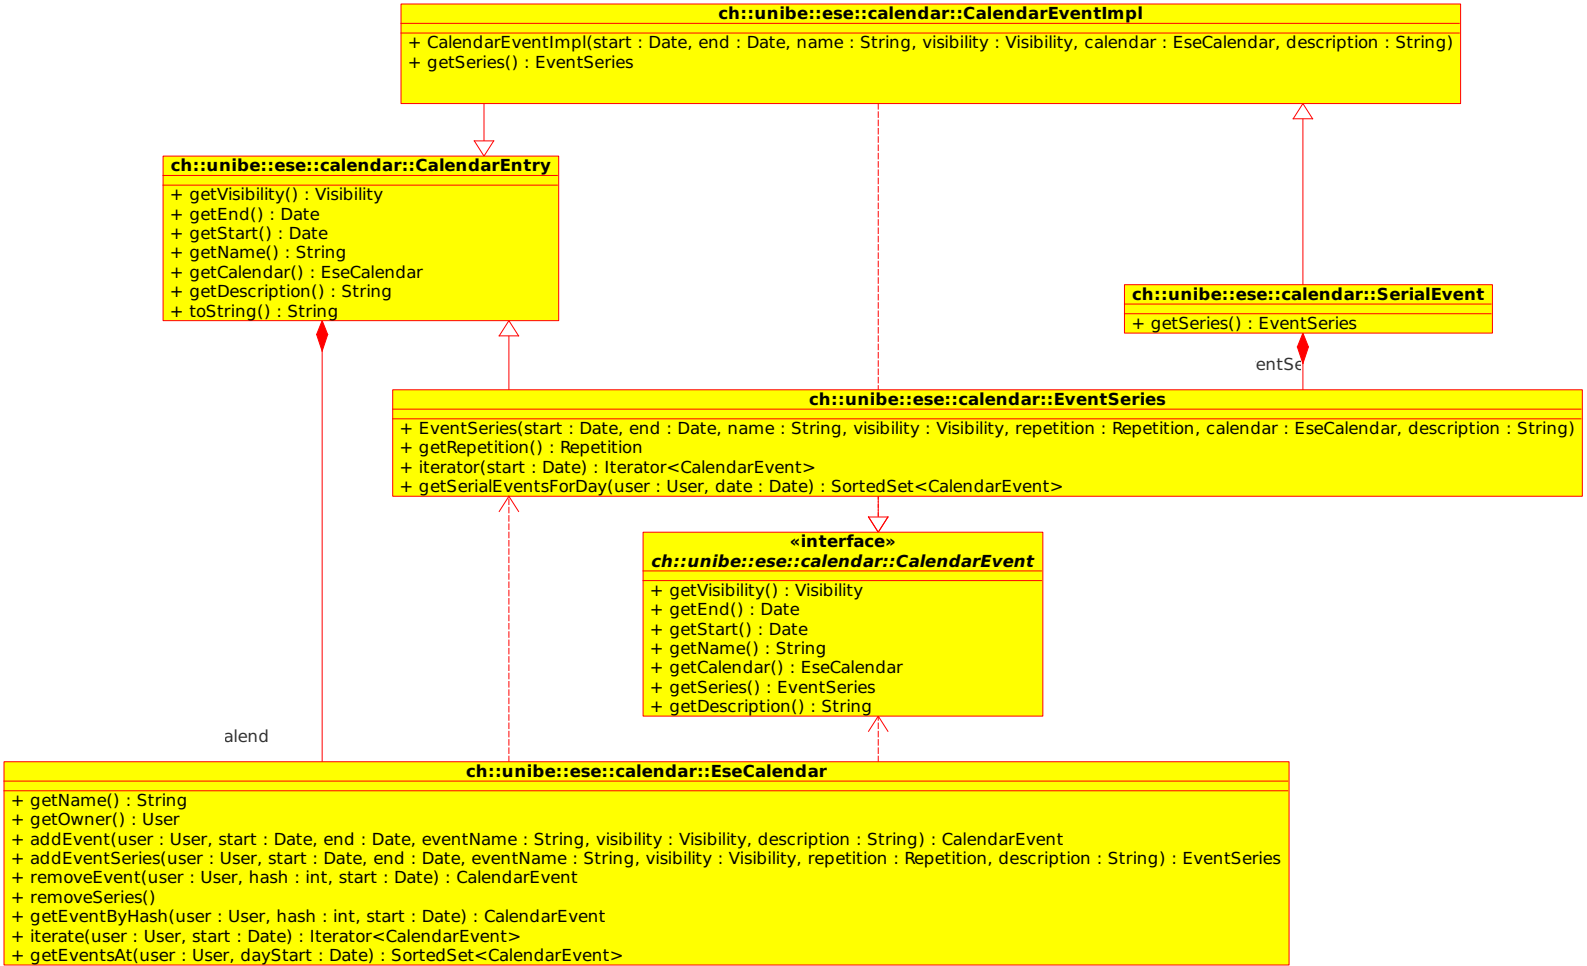 ch::unibe::ese::calendar::CalendarEventImpl
+ CalendarEventImpl(start : Date, end : Date, name : String, visibility : Visibility, calendar : EseCalendar, description : String)
+ getSeries() : EventSeries
ch::unibe::ese::calendar::CalendarEntry
+ getVisibility() : Visibility
+ getEnd() : Date
+ getStart() : Date
+ getName() : String
+ getCalendar() : EseCalendar
+ getDescription() : String
+ toString() : String
ch::unibe::ese::calendar::SerialEvent
+ getSeries() : EventSeries
entSe
ch::unibe::ese::calendar::EventSeries
+ EventSeries(start : Date, end : Date, name : String, visibility : Visibility, repetition : Repetition, calendar : EseCalendar, description : String)
+ getRepetition() : Repetition
+ iterator(start : Date) : Iterator<CalendarEvent>
+ getSerialEventsForDay(user : User, date : Date) : SortedSet<CalendarEvent>
«interface»
ch::unibe::ese::calendar::CalendarEvent
+ getVisibility() : Visibility
+ getEnd() : Date
+ getStart() : Date
+ getName() : String
+ getCalendar() : EseCalendar
+ getSeries() : EventSeries
+ getDescription() : String
alend
ch::unibe::ese::calendar::EseCalendar
+ getName() : String
+ getOwner() : User
+ addEvent(user : User, start : Date, end : Date, eventName : String, visibility : Visibility, description : String) : CalendarEvent
+ addEventSeries(user : User, start : Date, end : Date, eventName : String, visibility : Visibility, repetition : Repetition, description : String) : EventSeries
+ removeEvent(user : User, hash : int, start : Date) : CalendarEvent
+ removeSeries()
+ getEventByHash(user : User, hash : int, start : Date) : CalendarEvent
+ iterate(user : User, start : Date) : Iterator<CalendarEvent>
+ getEventsAt(user : User, dayStart : Date) : SortedSet<CalendarEvent>